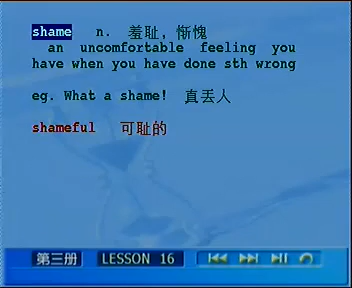 shame n. 羞耻, 惭愧
an uncomfortable feeling you
have when you have done sth wrong
eg. What a shame! 真丢人
shameful 可耻的
第三册 LESSON 16